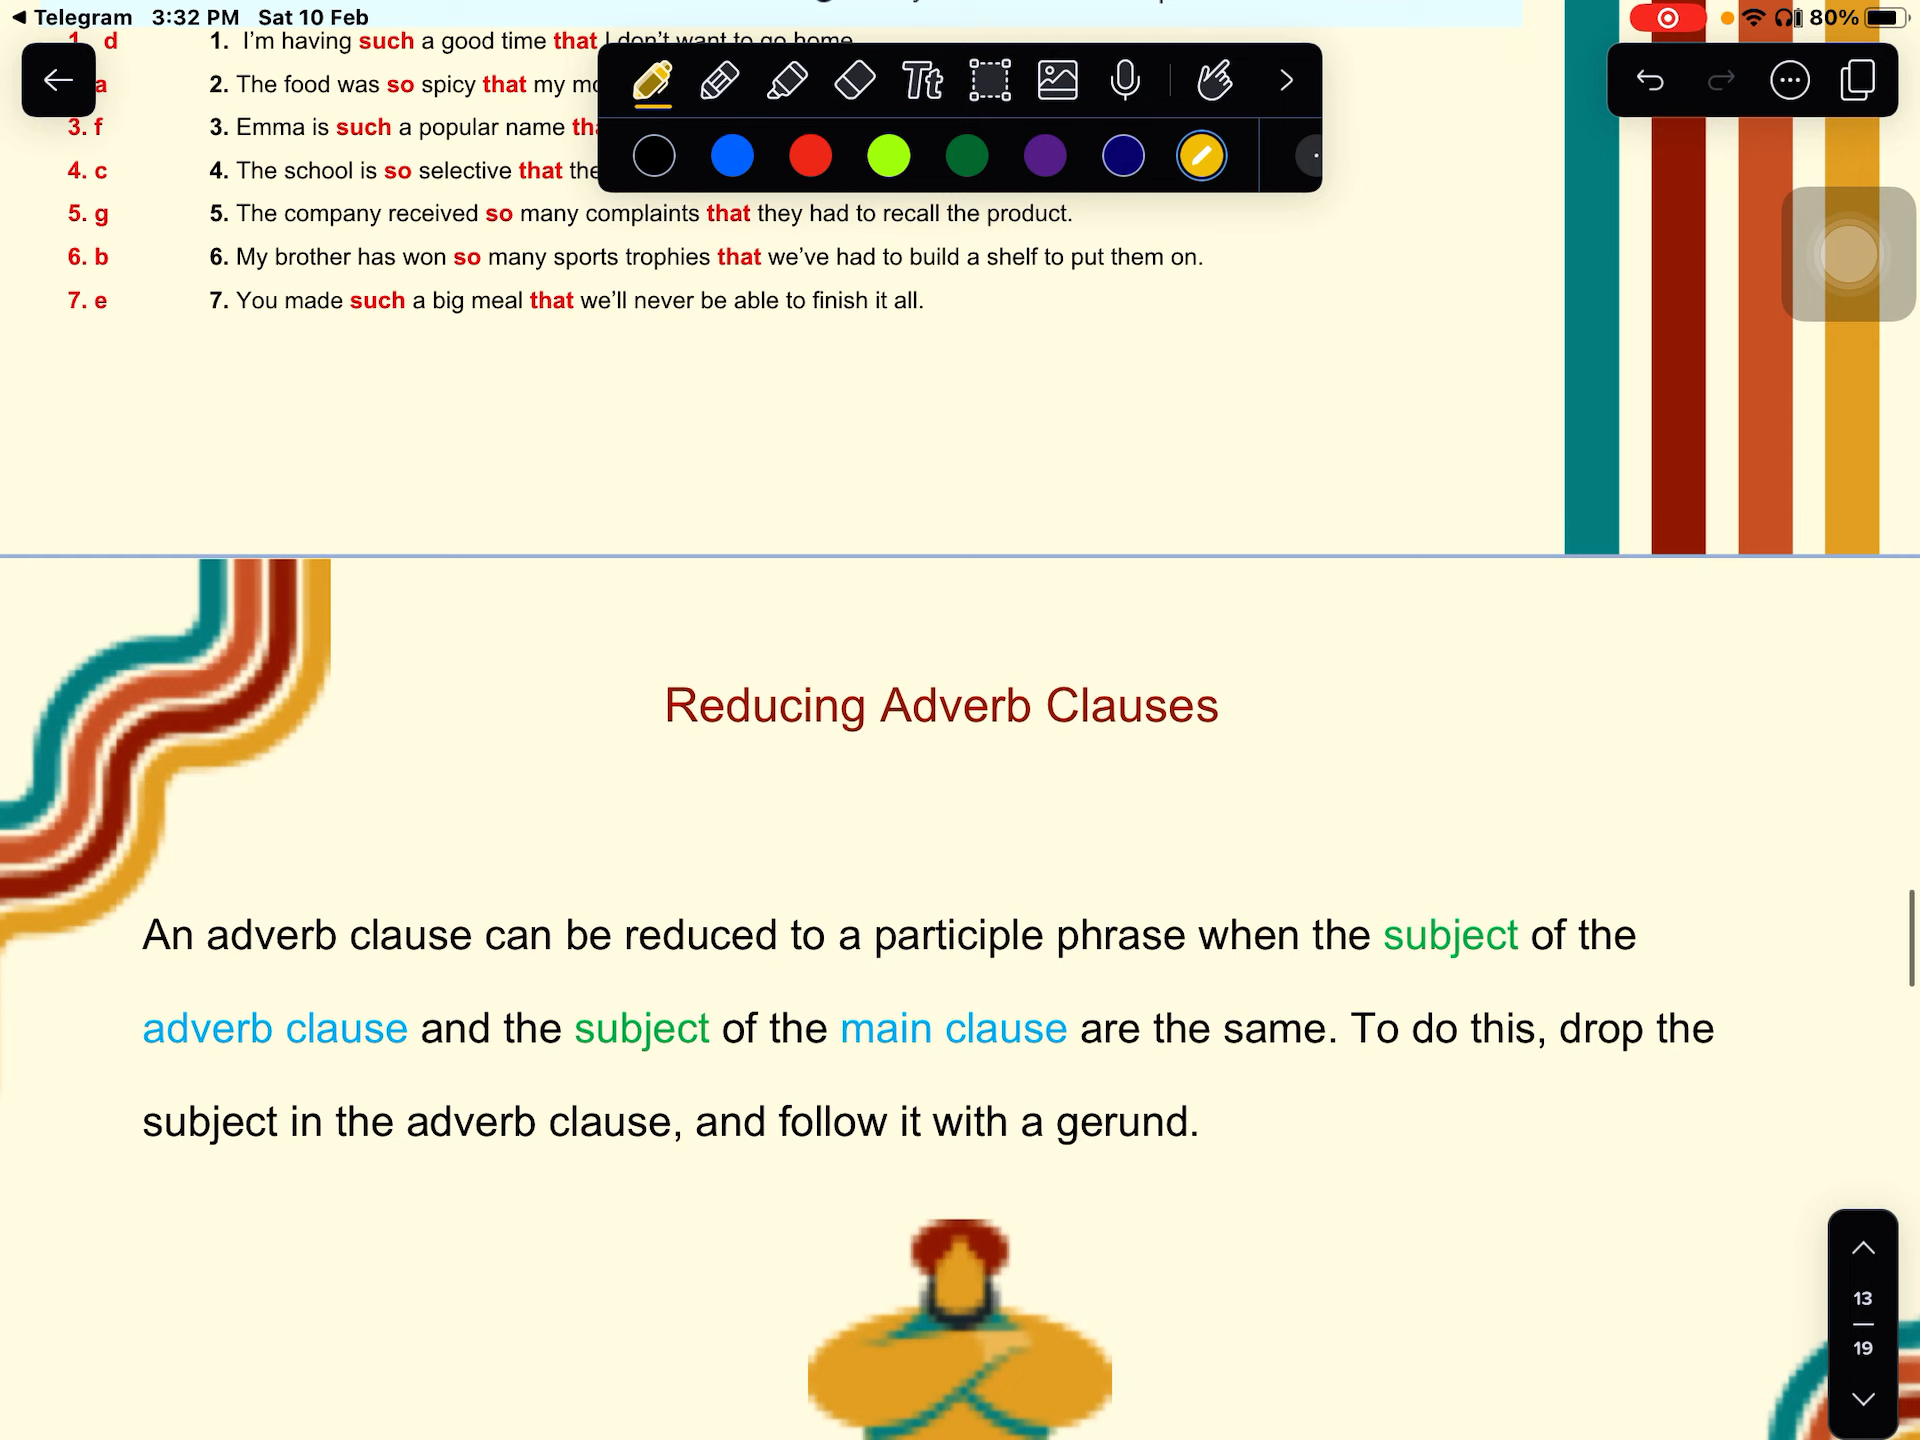 Telegram 3:32 PM Sat 10 Feb
80%
1. d 1. I'm having such a good time that I don't want to go home
a 2. The food was so spicy that my
Tt
3. f 3. Emma is such a popular name
4. c 4. The school is so selective that
5. g 5. The company received so many complaints that they had to recall the product.
6. b 6. My brother has won so many sports trophies that we've had to build a shelf to put them on.
7. e 7. You made such a big meal that we'll never be able to finish it all.
Reducing Adverb Clauses
An adverb clause can be reduced to a participle phrase when the subject of the
adverb clause and the subject of the main clause are the same. To do this, drop the
subject in the adverb clause, and follow it with a gerund.
13
19